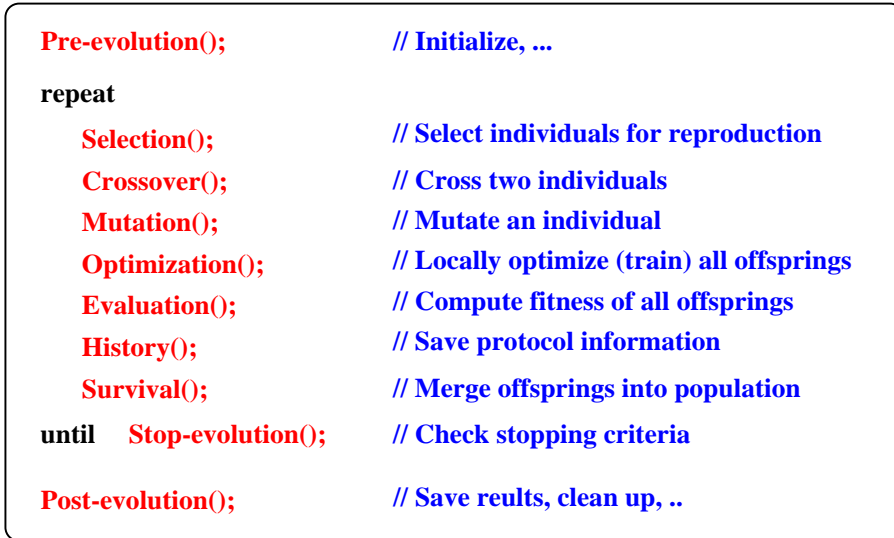 Pre-evolution(); // Initialize, ...
repeat
Selection(); // Select individuals for reproduction
Crossover(); // Cross two individuals
Mutation(); // Mutate an individual
Optimization(); // Locally optimize (train) all offsprings
Evaluation(); // Compute fitness of all offsprings
History(); // Save protocol information
Survival(); // Merge offsprings into population
until Stop-evolution(); // Check stopping criteria
Post-evolution(); // Save reults, clean up, ..